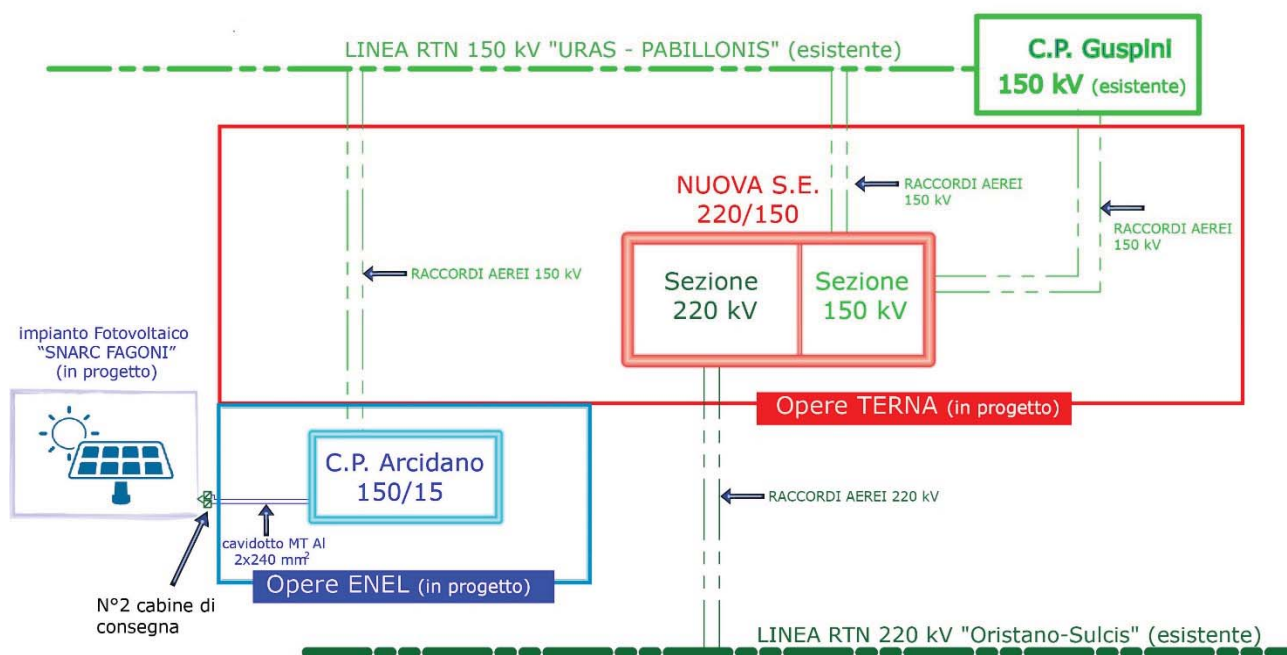 LINEA RTN 150 kV "URAS - PABILLONIS" (esistente)
C.P. Guspini
150 kV (esistente)
NUOVA S.E.
220/150
RACCORDI AEREI
150 kV
RACCORDI AEREI
150 kV
RACCORDI AEREI 150 kV
Sezione
220 kV
Sezione
150 kV
impianto Fotovoltaico
“SNARC FAGONI”
(in progetto)
Opere TERNA (in progetto)
C.P. Arcidano
150/15
RACCORDI AEREI 220 kV
cavidotto MT Al
2x240 mm²
Opere ENEL (in progetto)
N°2 cabine di
consegna
LINEA RTN 220 kV "Oristano-Sulcis" (esistente)